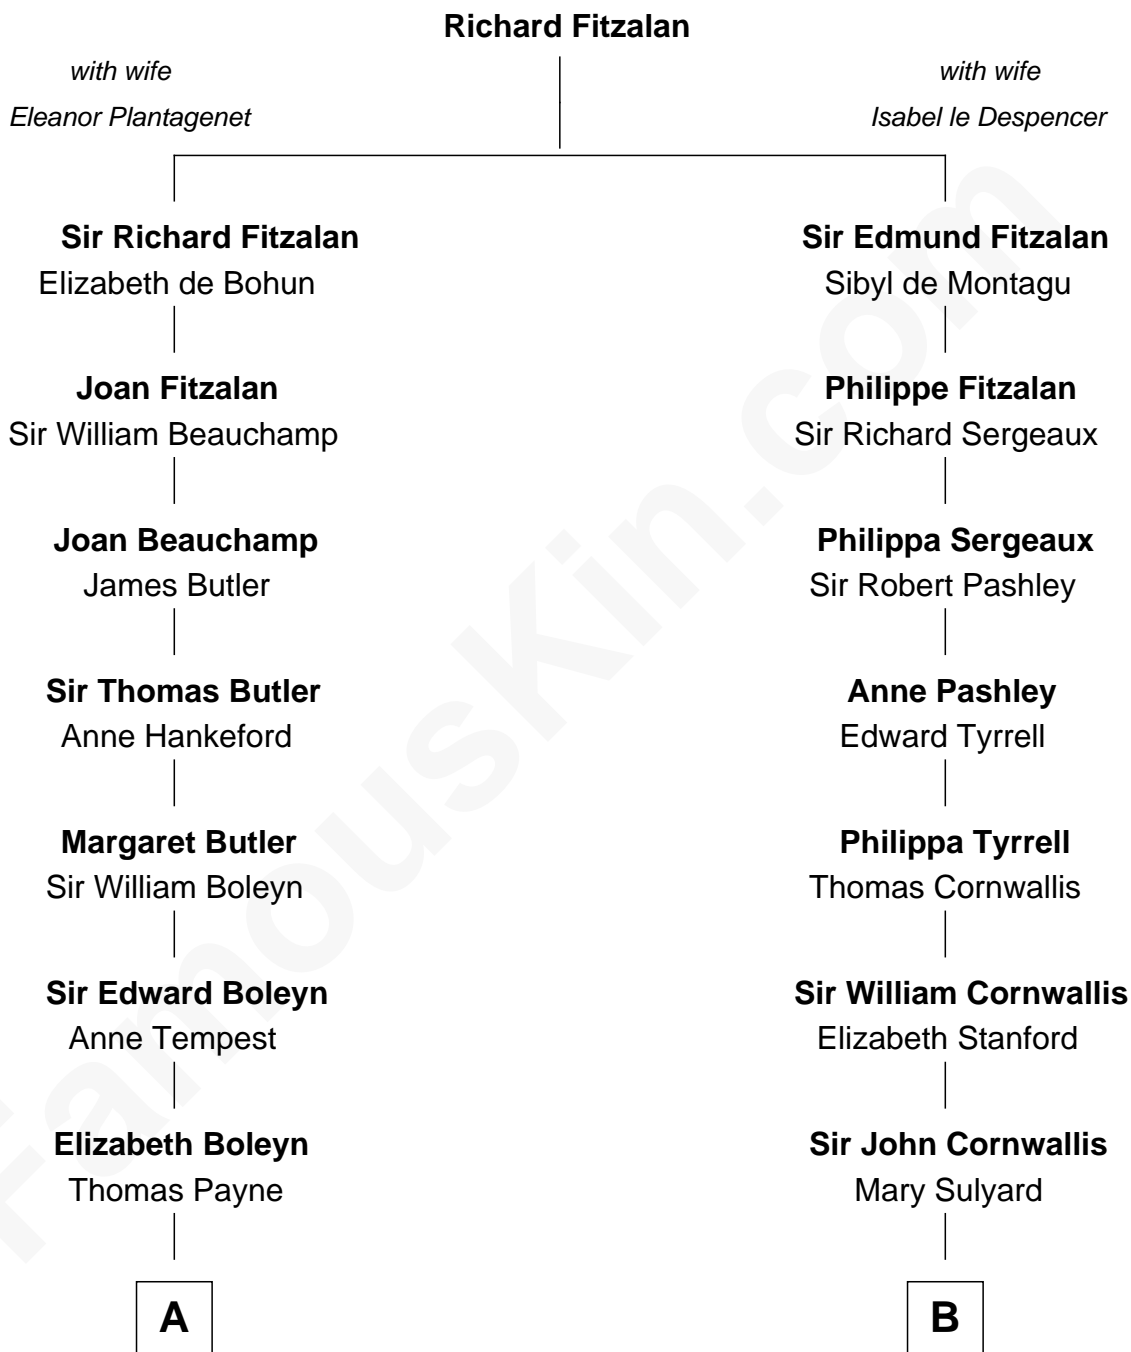 Richard Fitzalan
with wife
Eleanor Plantagenet
with wife
Isabel le Despencer
Sir Richard Fitzalan
Elizabeth de Bohun
Sir Edmund Fitzalan
Sibyl de Montagu
Joan Fitzalan
Sir William Beauchamp
Philippe Fitzalan
Sir Richard Sergeaux
Joan Beauchamp
James Butler
Philippa Sergeaux
Sir Robert Pashley
Sir Thomas Butler
Anne Hankeford
Anne Pashley
Edward Tyrrell
Margaret Butler
Sir William Boleyn
Philippa Tyrrell
Thomas Cornwallis
Sir Edward Boleyn
Anne Tempest
Sir William Cornwallis
Elizabeth Stanford
Elizabeth Boleyn
Thomas Payne
Sir John Cornwallis
Mary Sulyard
A
B
FamousKin.com